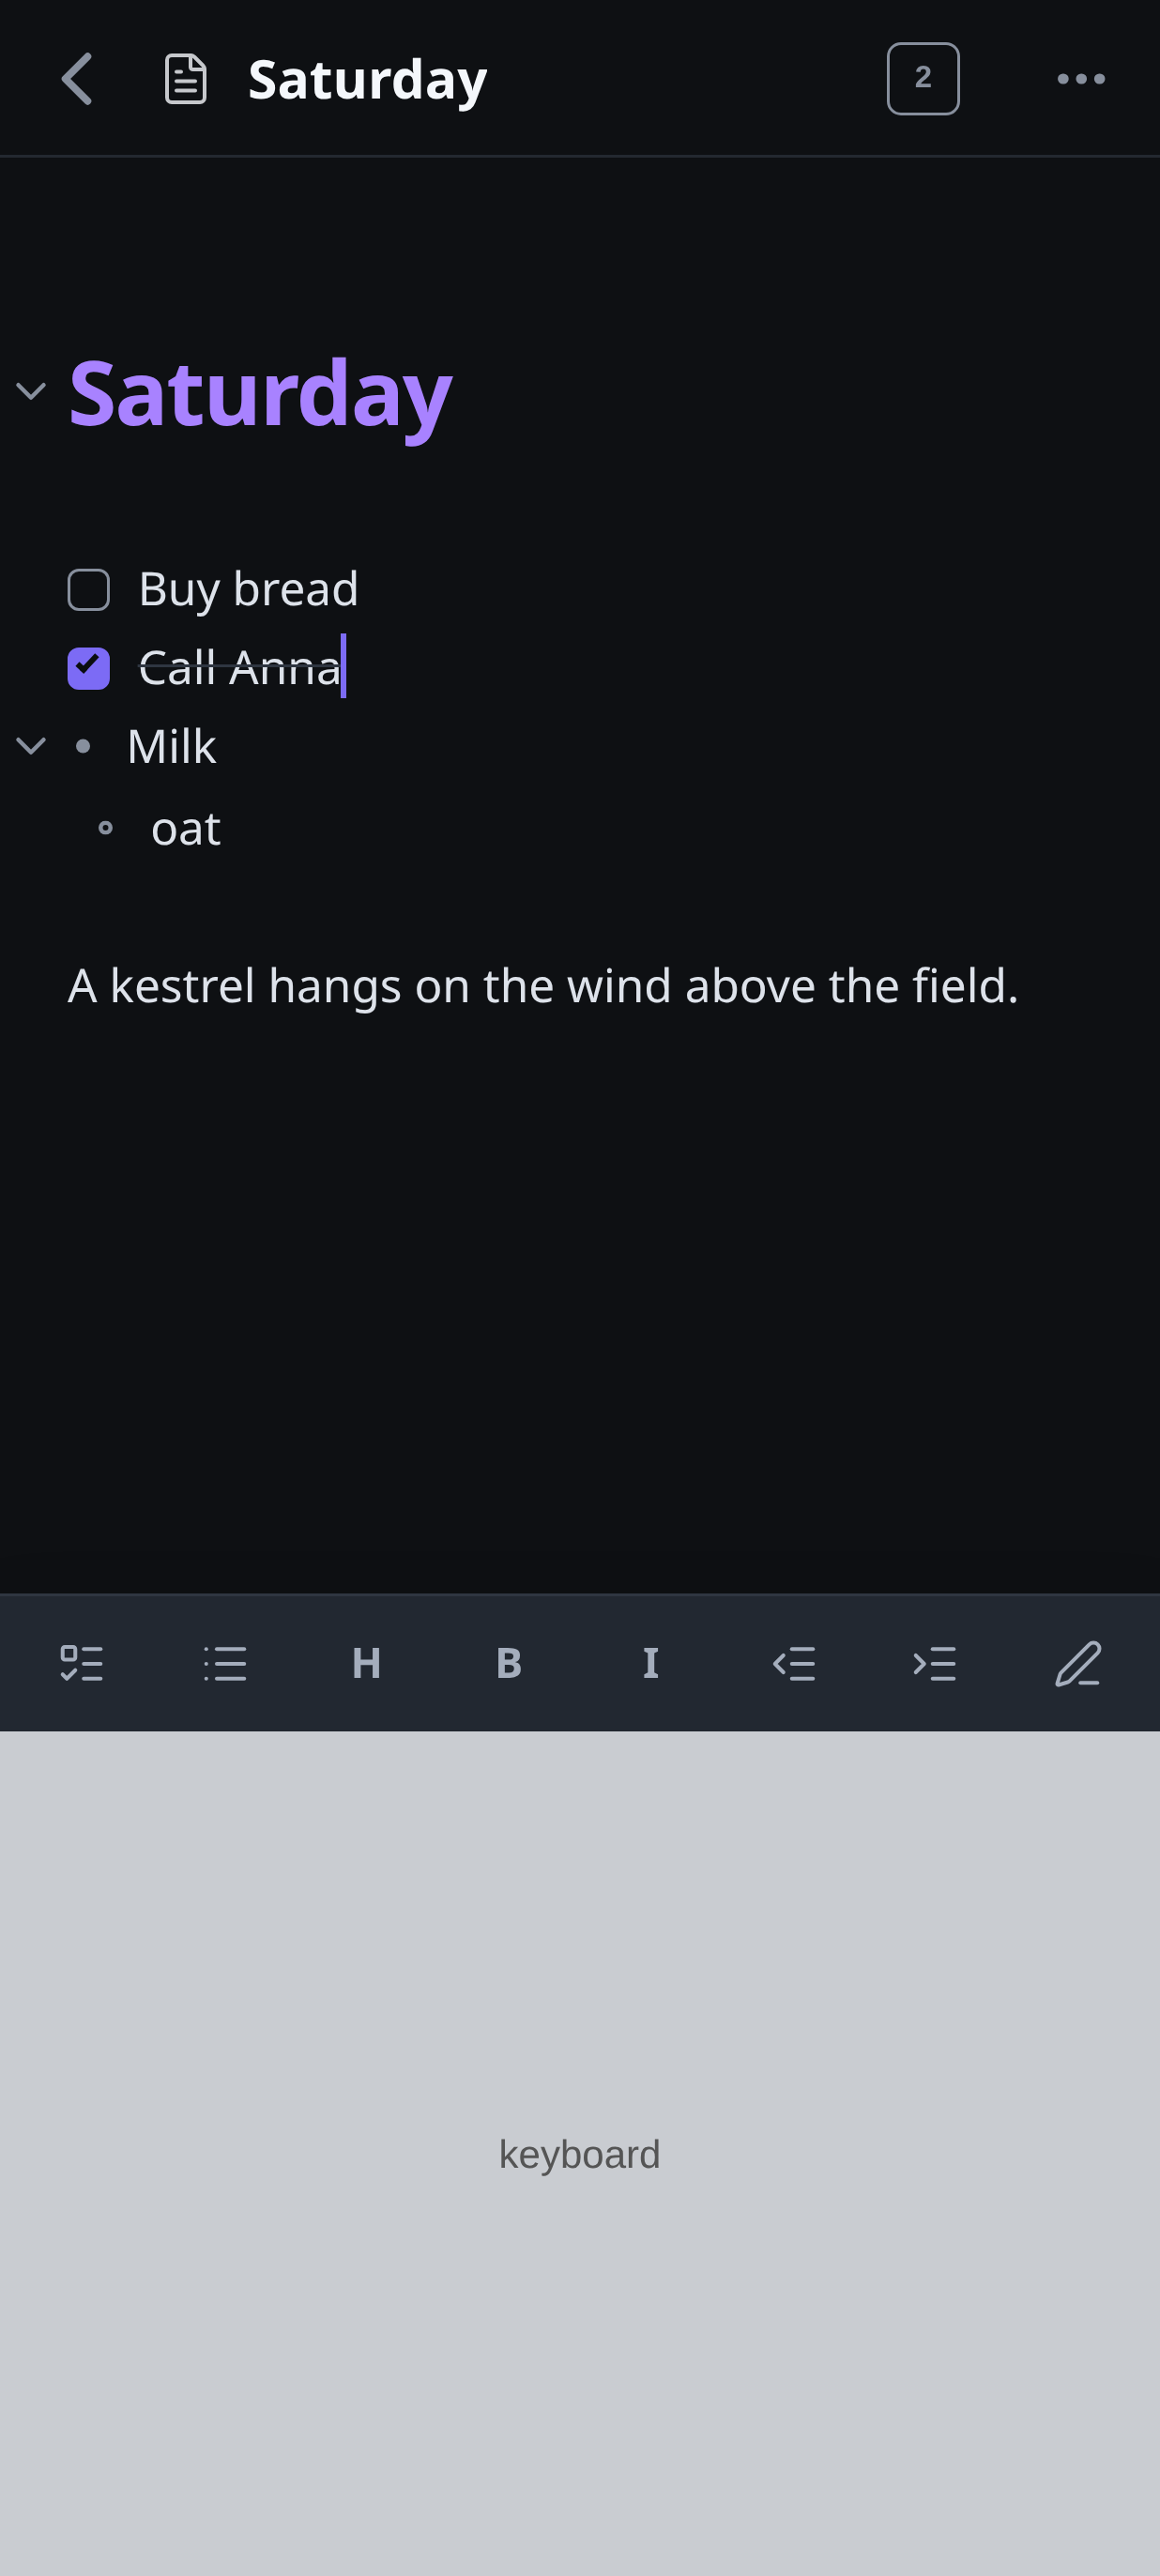 Saturday
2
Saturday
Buy bread
Call Anna
Milk
oat
A kestrel hangs on the wind above the field.
H B I
keyboard